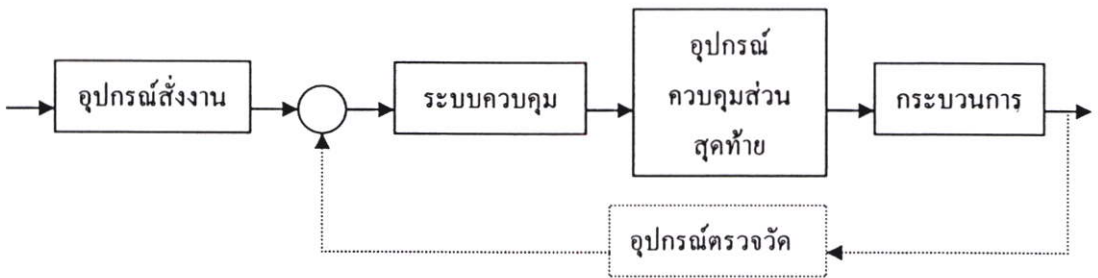 อุปกรณ์สั่งงาน
ระบบควบคุม
อุปกรณ์
ควบคุมส่วน
สุดท้าย
กระบวนการ
อุปกรณ์ตรวจวัด